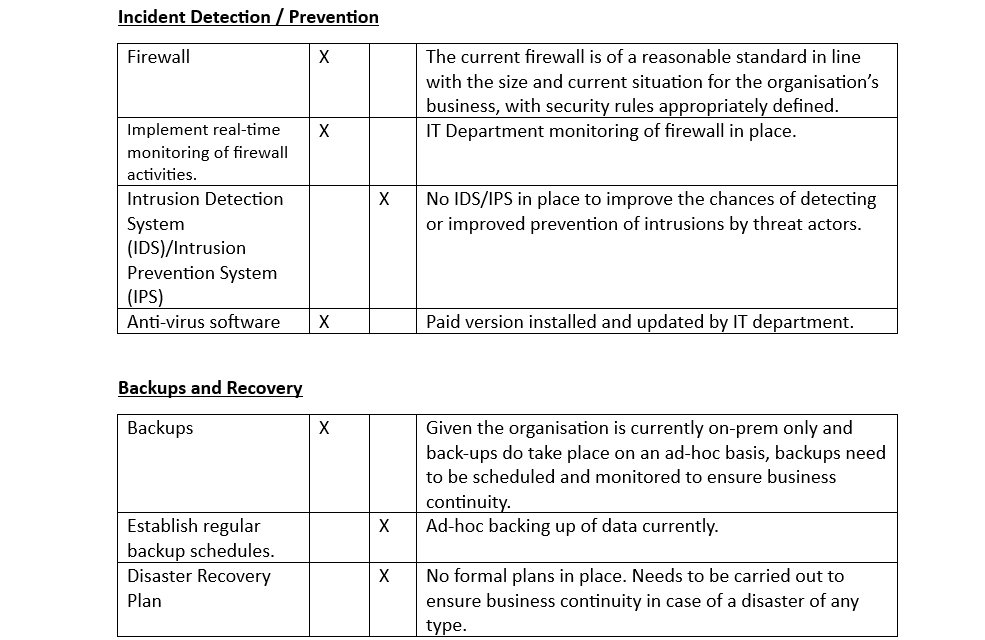 Incident Detection / Prevention
Firewall X The current firewall is of a reasonable standard in line
with the size and current situation for the organisation's
business, with security rules appropriately defined.
Implement real-time X IT Department monitoring of firewall in place.
monitoring of firewall
activities.
Intrusion Detection X No IDS/IPS in place to improve the chances of detecting
System or improved prevention of intrusions by threat actors.
(IDS)/Intrusion
Prevention System
(IPS)
Anti-virus software X Paid version installed and updated by IT department.
Backups and Recovery
Backups X Given the organisation is currently on-prem only and
back-ups do take place on an ad-hoc basis, backups need
to be scheduled and monitored to ensure business
continuity.
Establish regular X Ad-hoc backing up of data currently.
backup schedules.
Disaster Recovery X No formal plans in place. Needs to be carried out to
Plan ensure business continuity in case of a disaster of any
type.